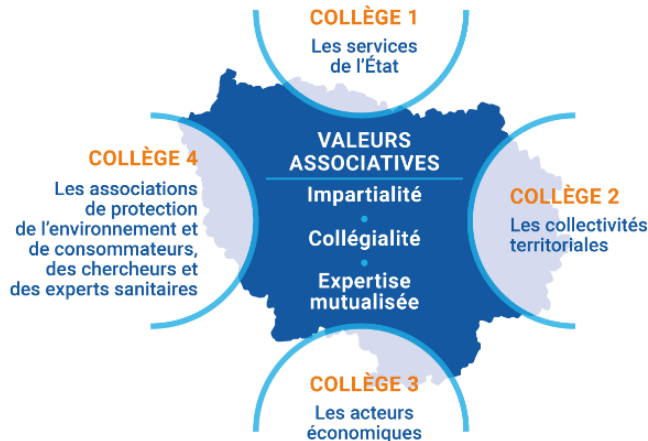 COLLÈGE 1
Les services
de l'État
VALEURS
ASSOCIATIVES
Impartialité
Collégialité
Expertise
mutualisée
COLLÈGE 4
Les associations
de protection
de l'environnement et
de consommateurs,
des chercheurs et
des experts sanitaires
COLLÈGE 2
Les collectivités
territoriales
COLLÈGE 3
Les acteurs
économiques